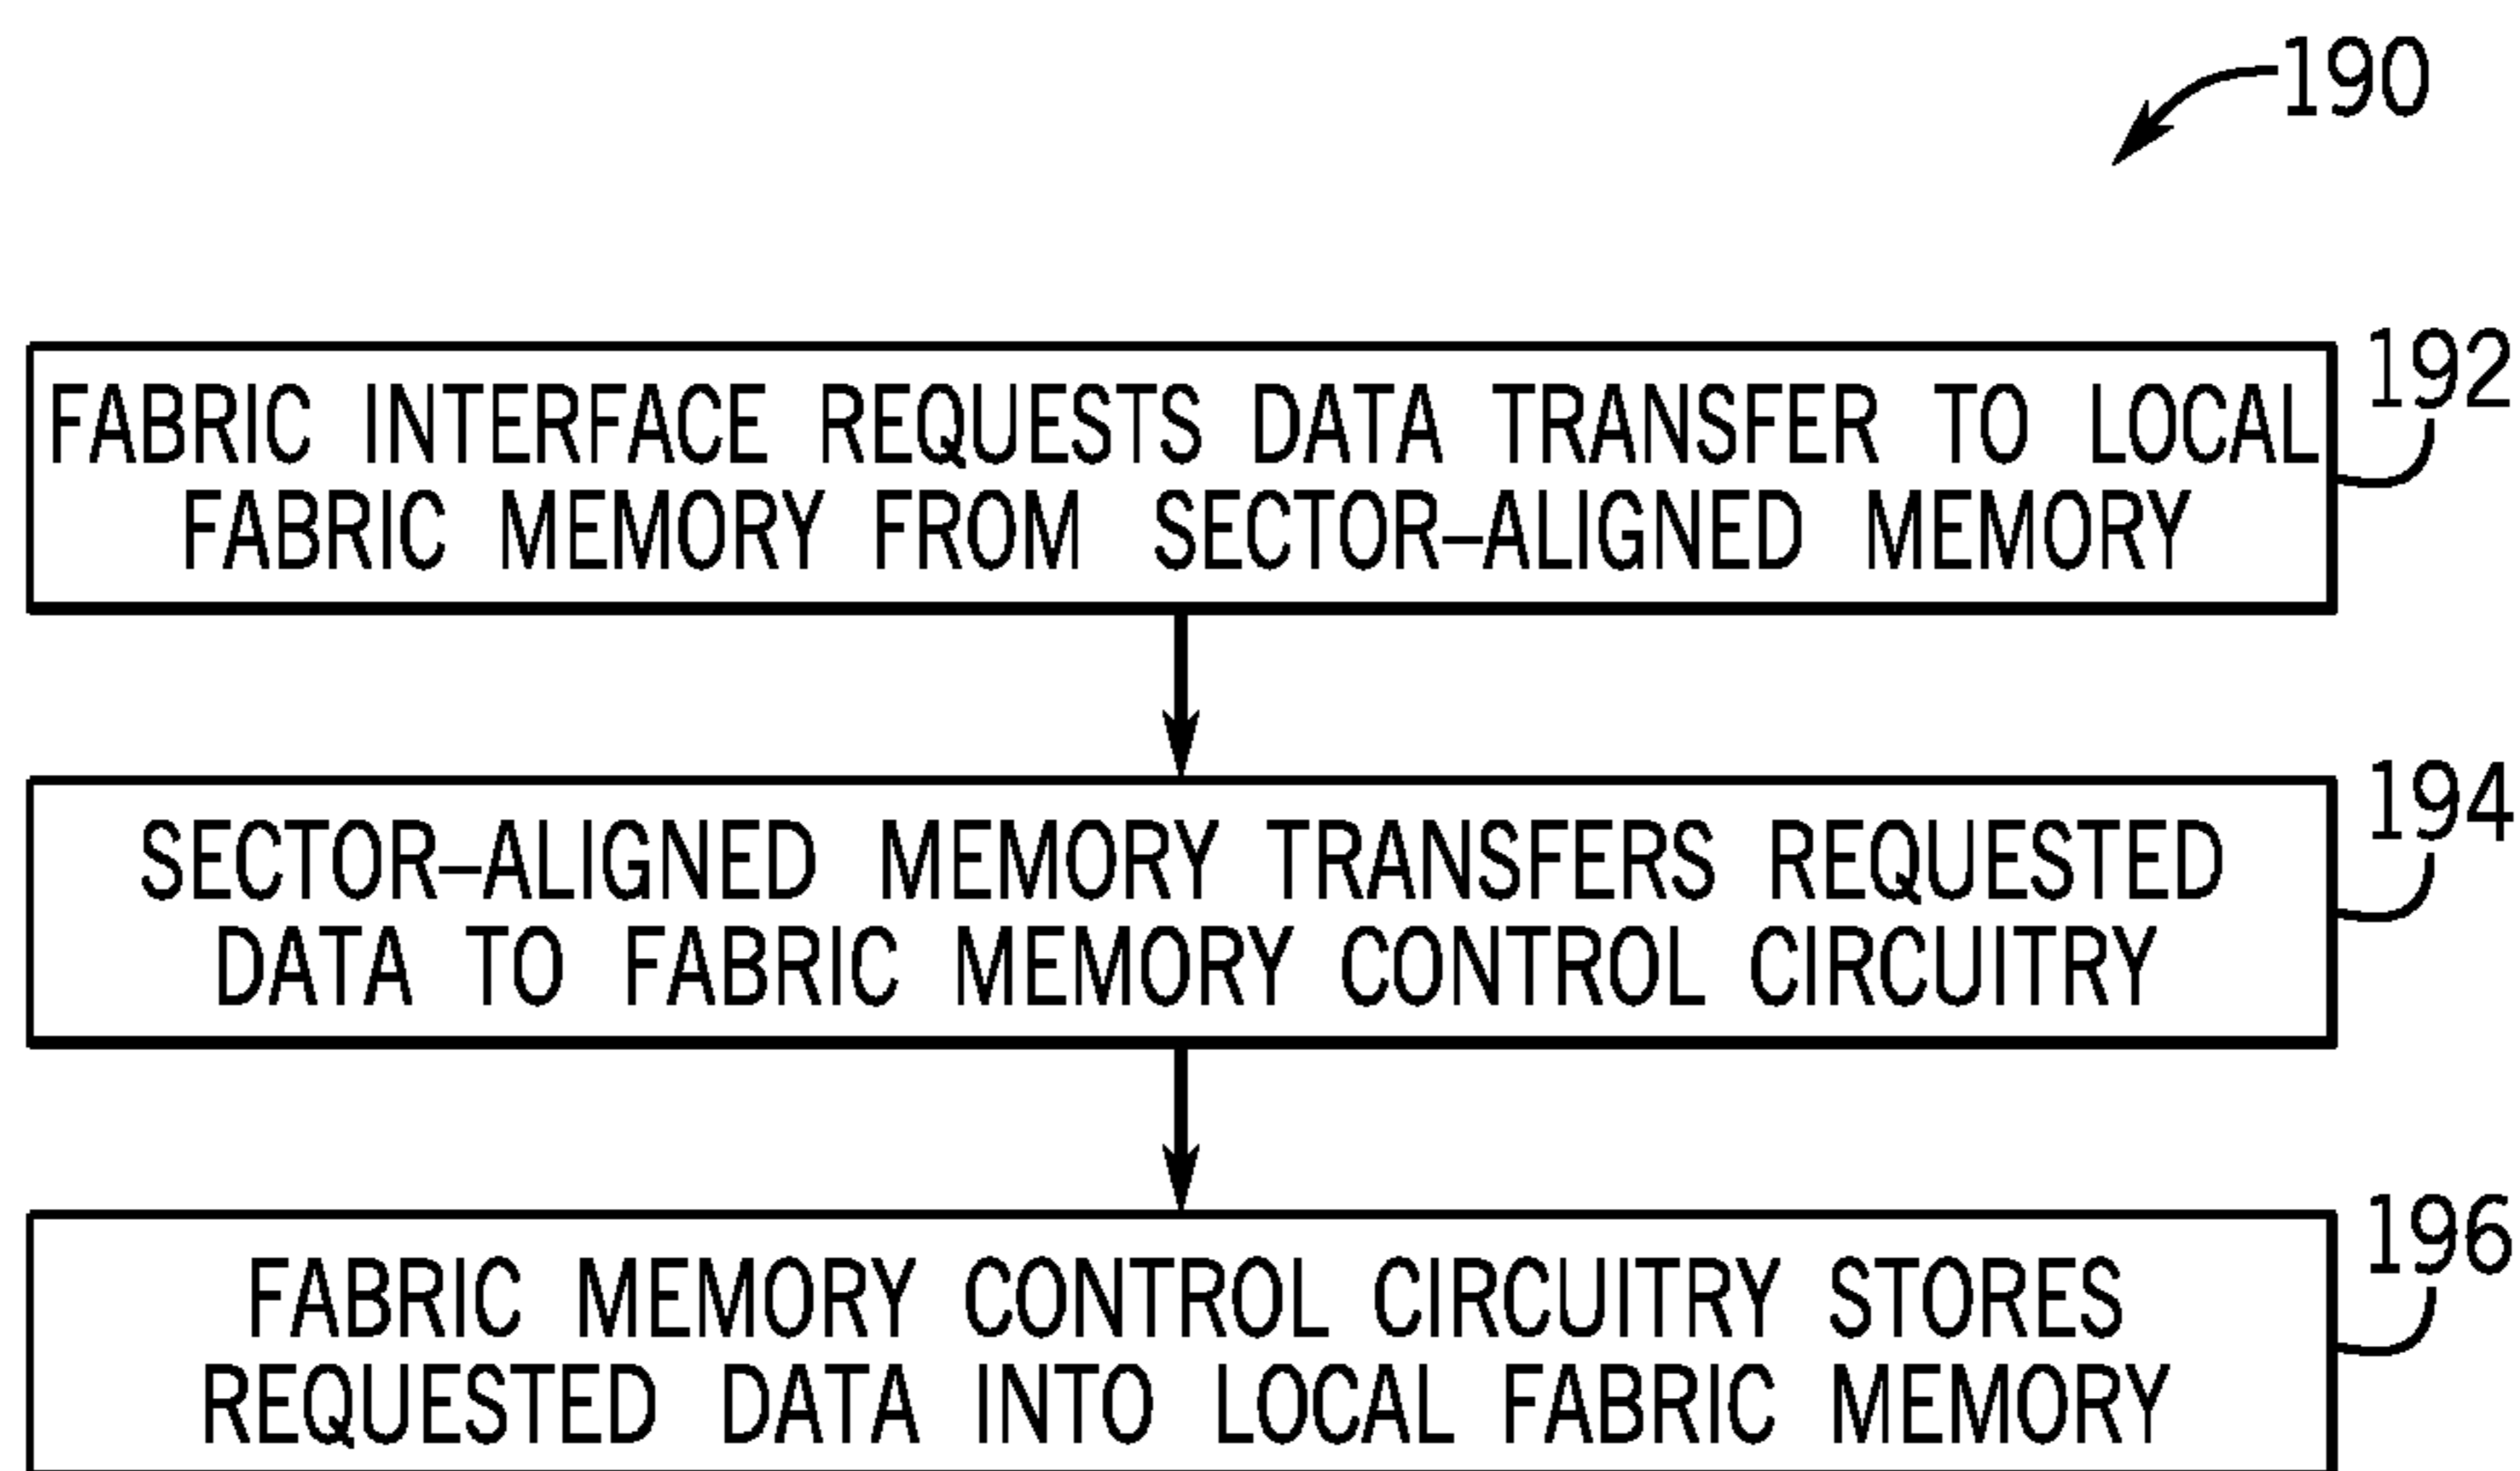 190
192
FABRIC INTERFACE REQUESTS DATA TRANSFER TO LOCAL
FABRIC MEMORY FROM SECTOR–ALIGNED MEMORY
194
SECTOR–ALIGNED MEMORY TRANSFERS REQUESTED
DATA TO FABRIC MEMORY CONTROL CIRCUITRY
196
FABRIC MEMORY CONTROL CIRCUITRY STORES
REQUESTED DATA INTO LOCAL FABRIC MEMORY